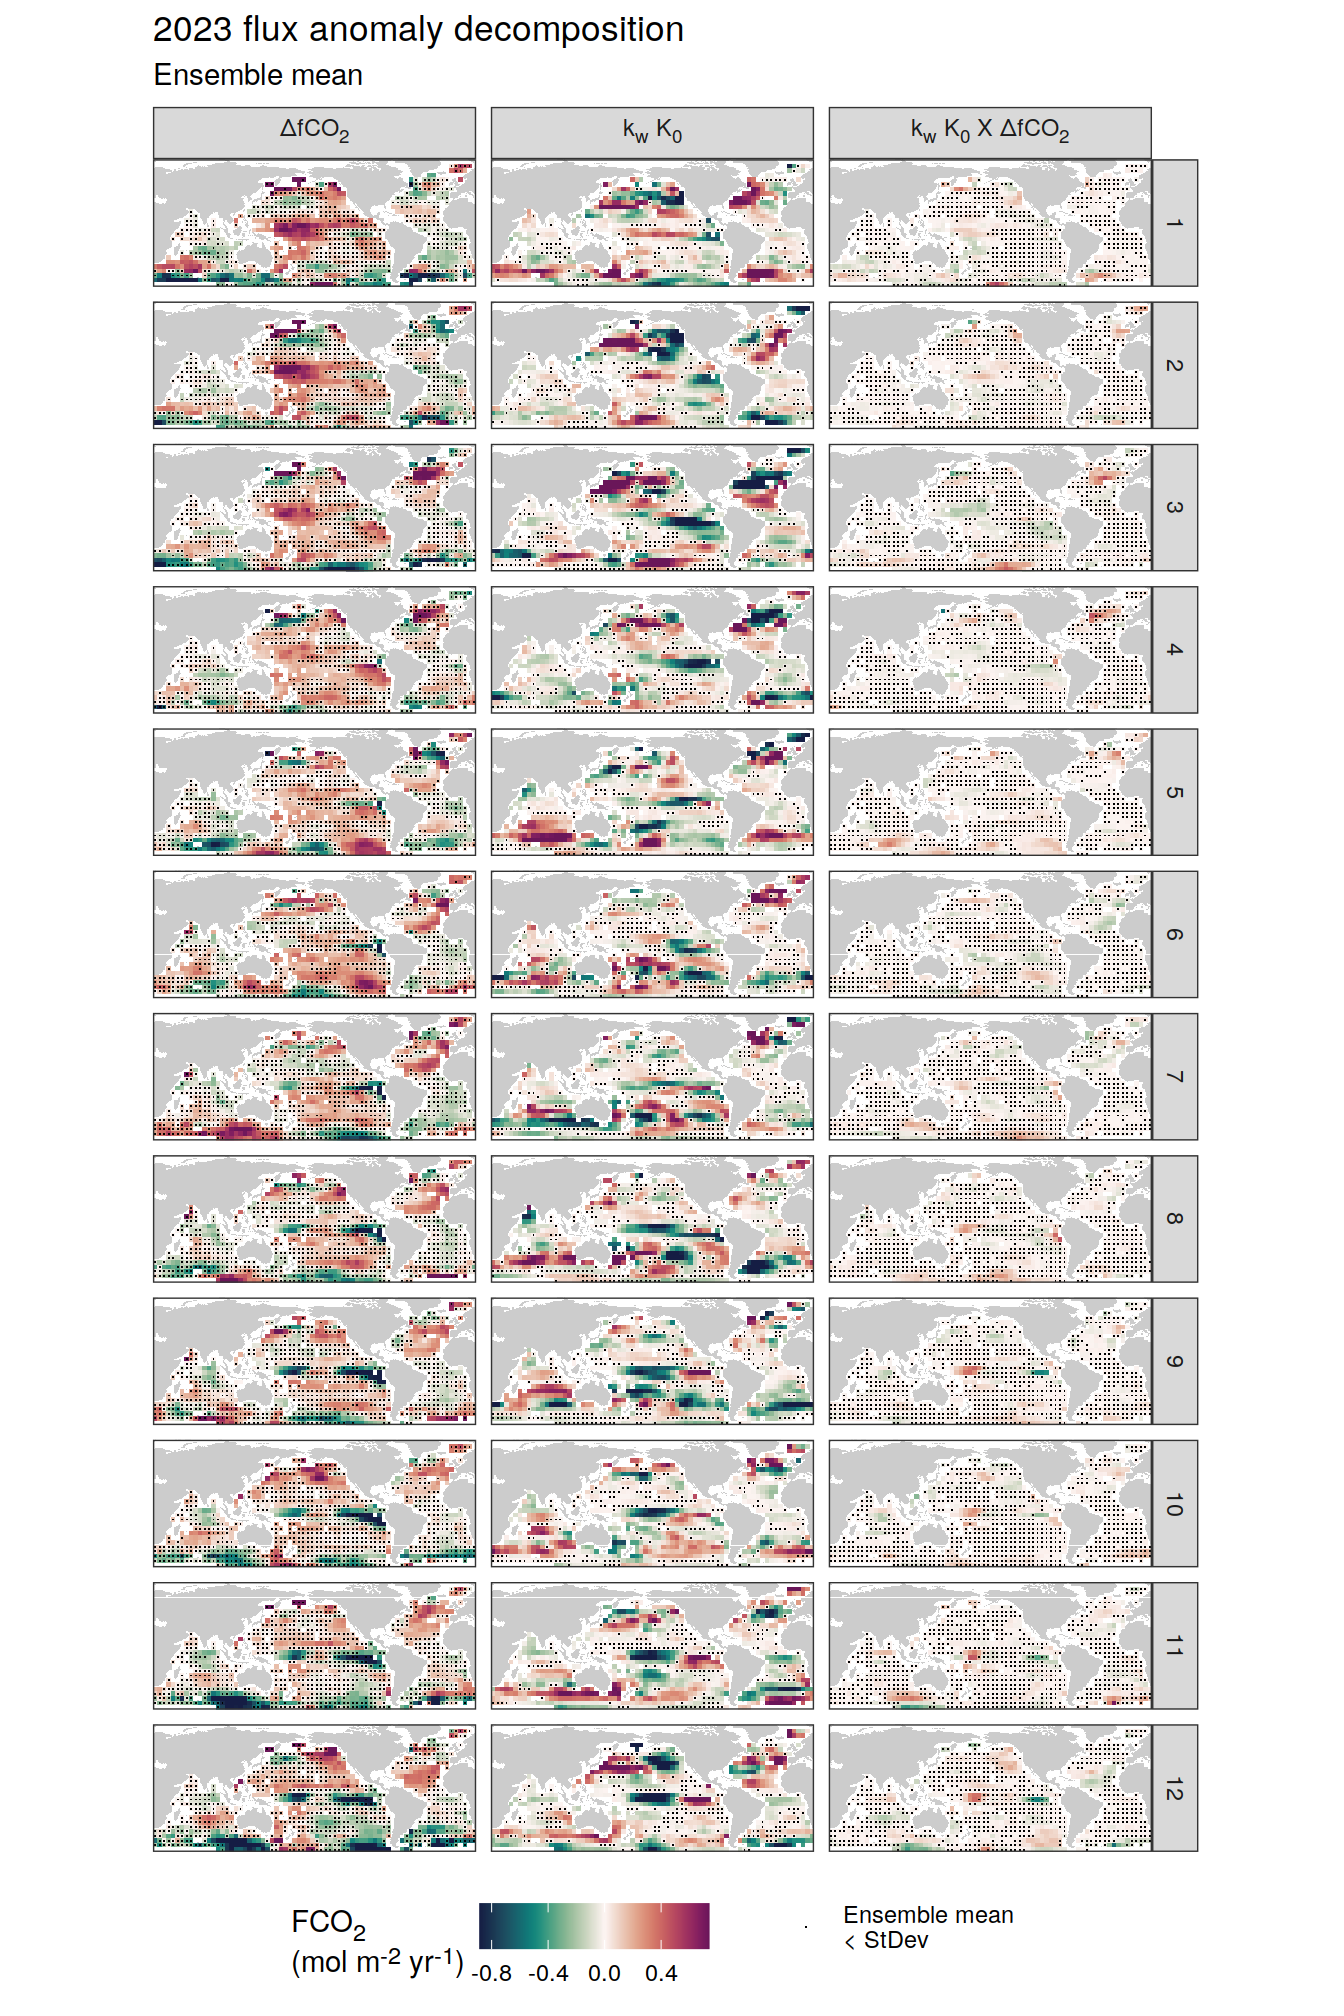 2023 flux anomaly decomposition
Ensemble mean
ΔfCO₂
k_w K₀
k_w K₀ X ΔfCO₂
1
2
3
4
5
6
7
8
9
10
11
12
FCO₂
(mol m⁻² yr⁻¹)
-0.8 -0.4 0.0 0.4
Ensemble mean
< StDev